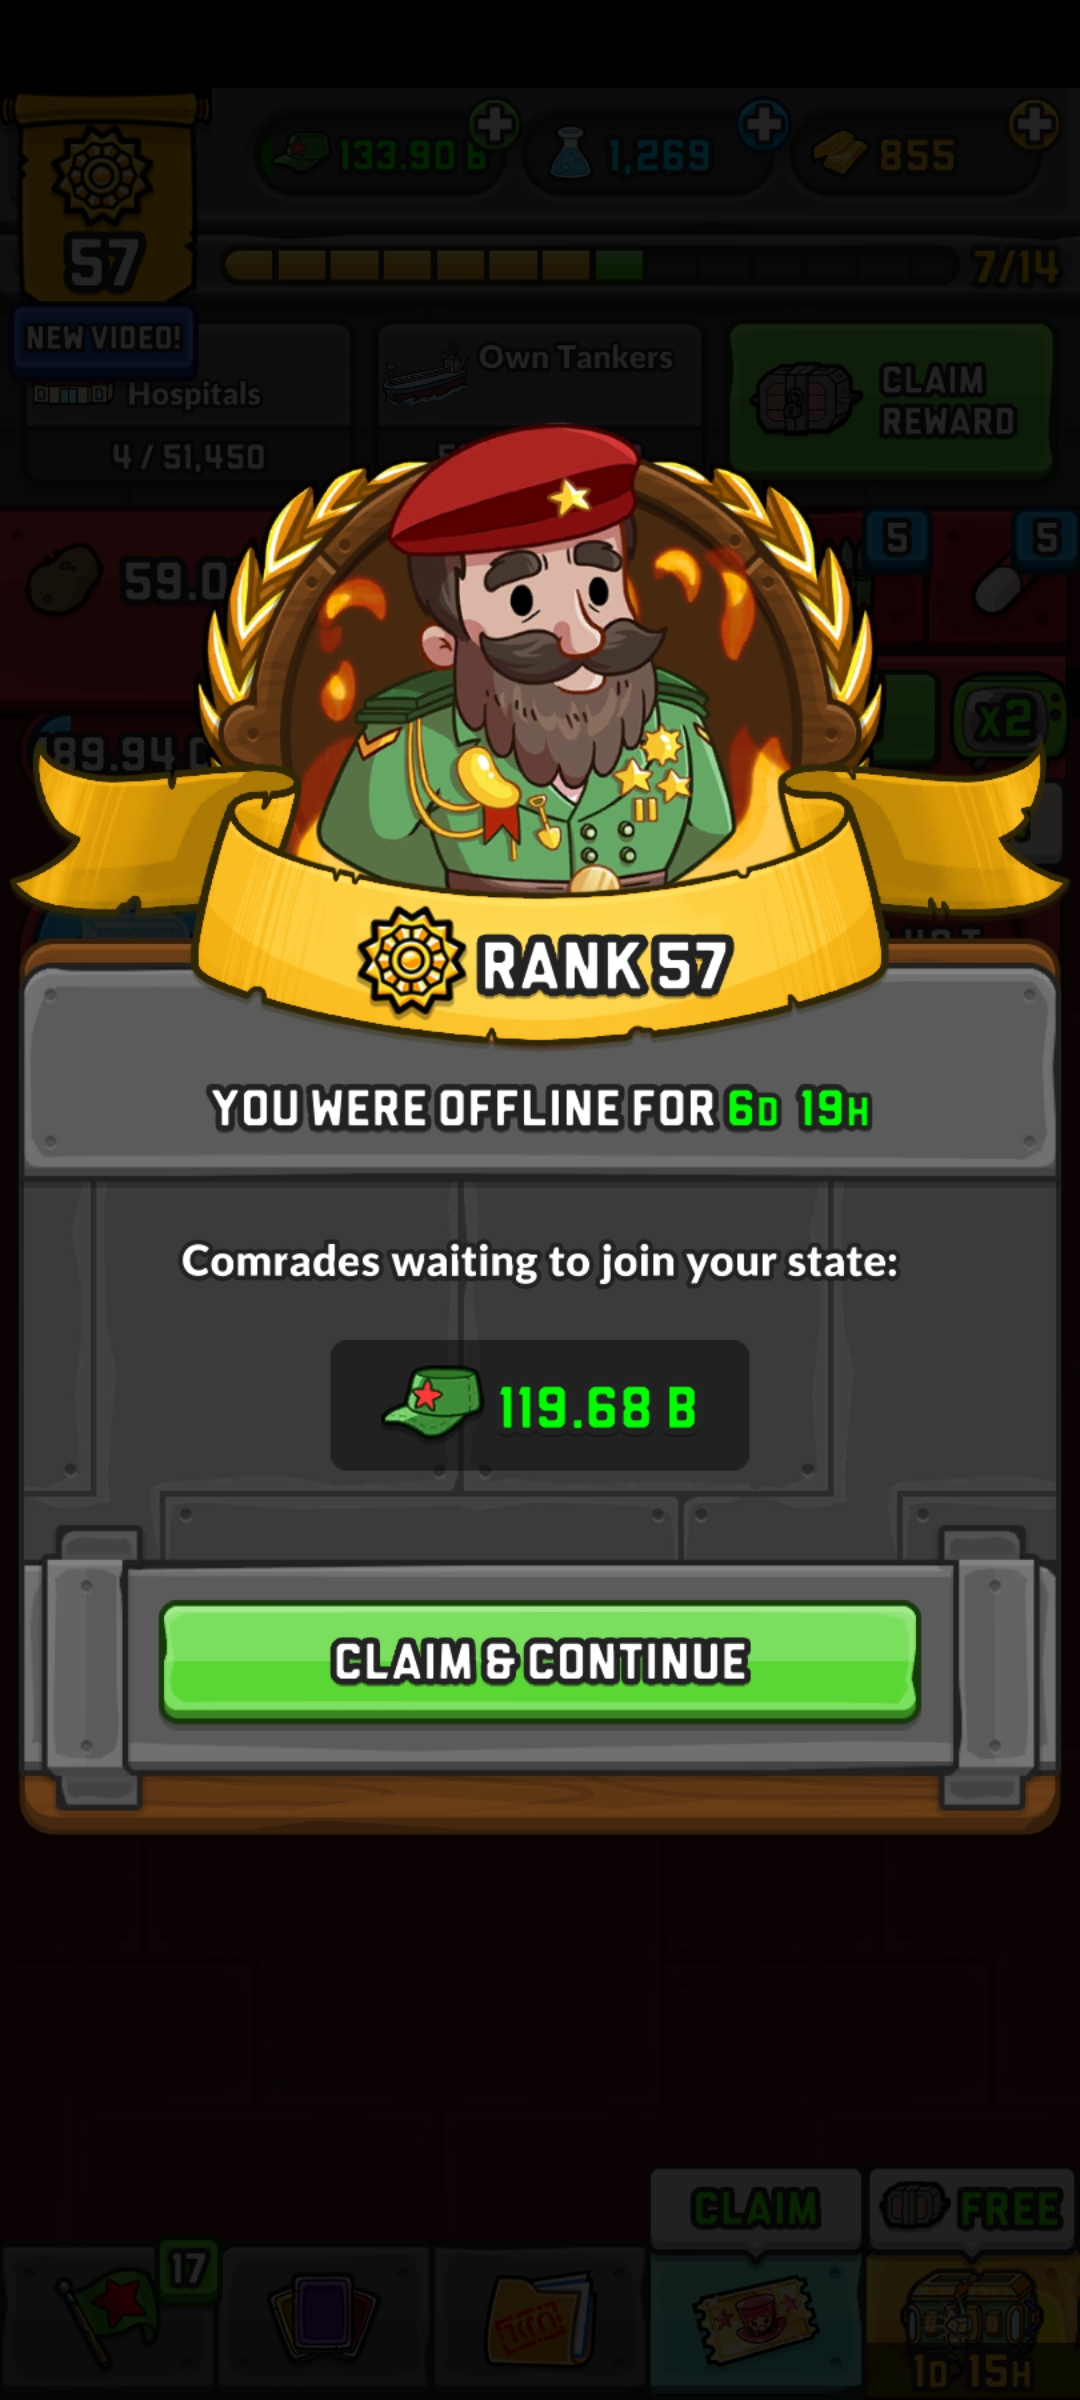 133.90 B
1,269
855
57
7/14
NEW VIDEO!
Hospitals
4 / 51,450
Own Tankers
CLAIM
REWARD
5
5
59.0
x2
RANK 57
YOU WERE OFFLINE FOR 6D 19H
Comrades waiting to join your state:
119.68 B
CLAIM & CONTINUE
CLAIM
FREE
17
1D 15H